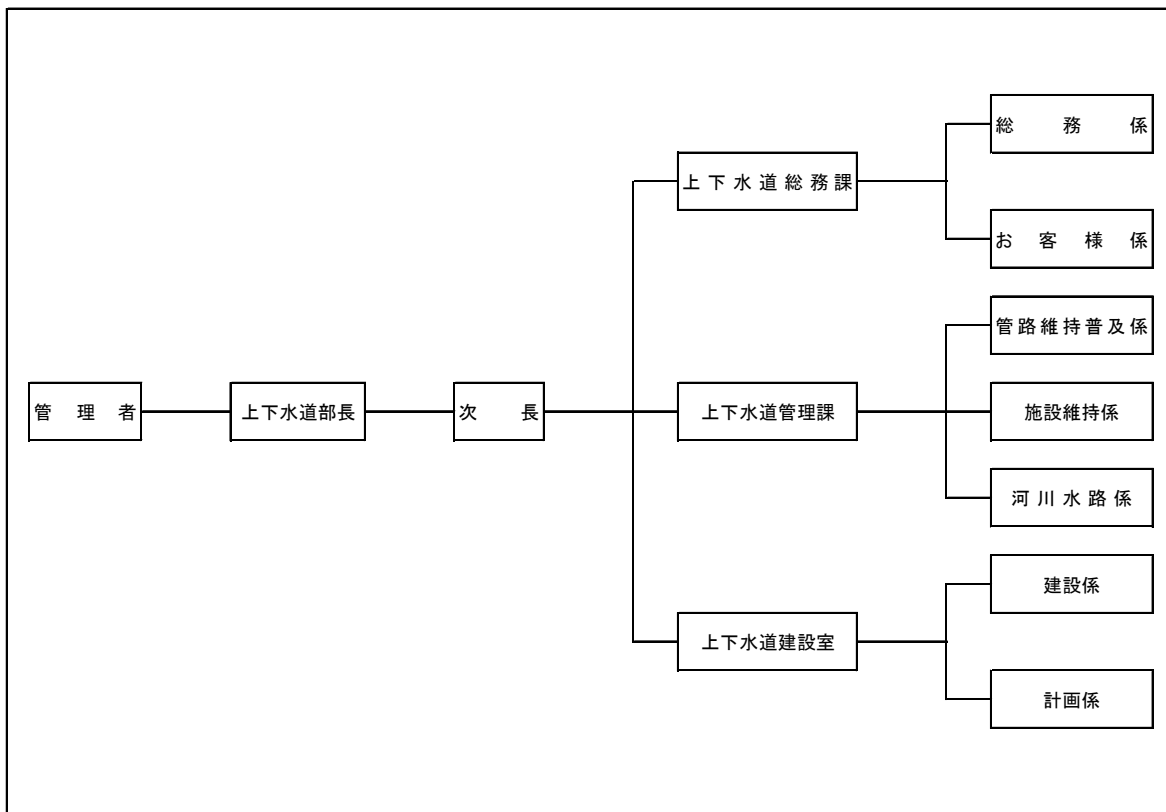 管理者
上下水道部長
次長
上下水道総務課
総務係
お客様係
上下水道管理課
管路維持普及係
施設維持係
河川水路係
上下水道建設室
建設係
計画係